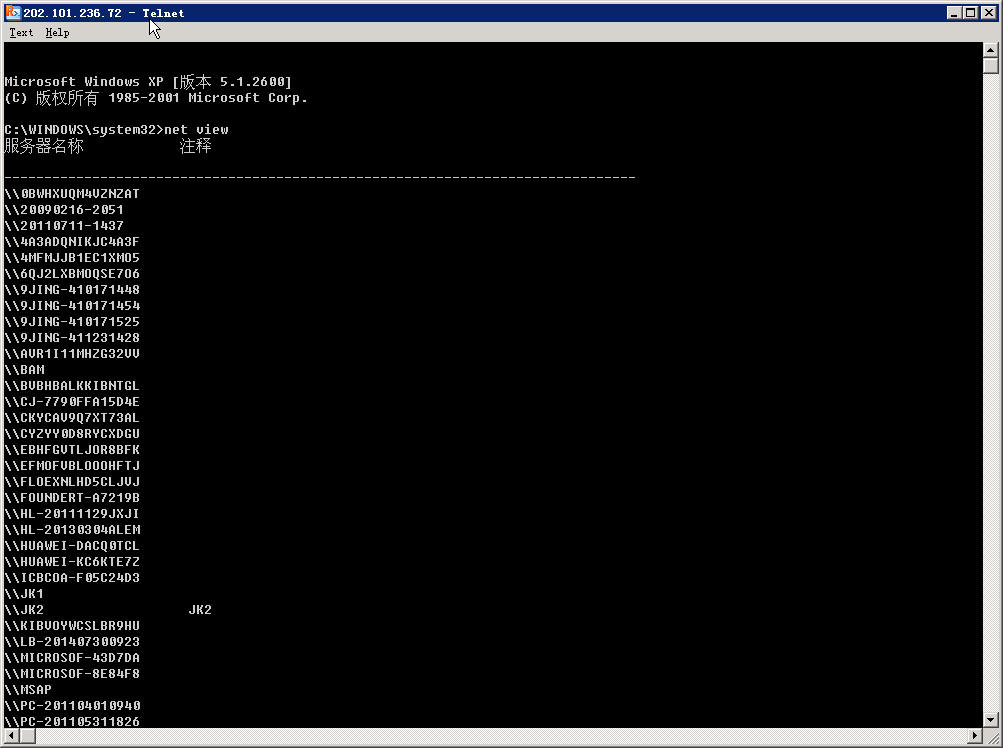 202.101.236.72 - Telnet
Text Help
Microsoft Windows XP [版本 5.1.2600]
(C) 版权所有 1985-2001 Microsoft Corp.
C:\WINDOWS\system32>net view
服务器名称 注释
-------------------------------------------------------------------------------
\\0BWHXUQM4VZNZAT
\\20090216-2051
\\20110711-1437
\\4A3ADQNIKJC4A3F
\\4MFMJJB1EC1XMO5
\\6QJ2LXBMOQSE7O6
\\9JING-410171448
\\9JING-410171454
\\9JING-410171525
\\9JING-411231428
\\AVR1I11MHZG32VV
\\BAM
\\BVBHBALKKIBNTGL
\\CJ-7790FFA15D4E
\\CKYCAV9Q7XT73AL
\\CYZYY0D8RYCXDGU
\\EBHFGVTLJOR8BFK
\\EFMOFVBLOOOHFTJ
\\FLOEXNLHD5CLJVJ
\\FOUNDERT-A7219B
\\HL-20111129JXJI
\\HL-20130304ALEM
\\HUAWEI-DACQ0TCL
\\HUAWEI-KC6KTE7Z
\\ICBCOA-F05C24D3
\\JK1
\\JK2 JK2
\\KIBVOYWCSLBR9HU
\\LB-201407300923
\\MICROSOF-43D7DA
\\MICROSOF-8E84F8
\\MSAP
\\PC-201104010940
\\PC-201105311826